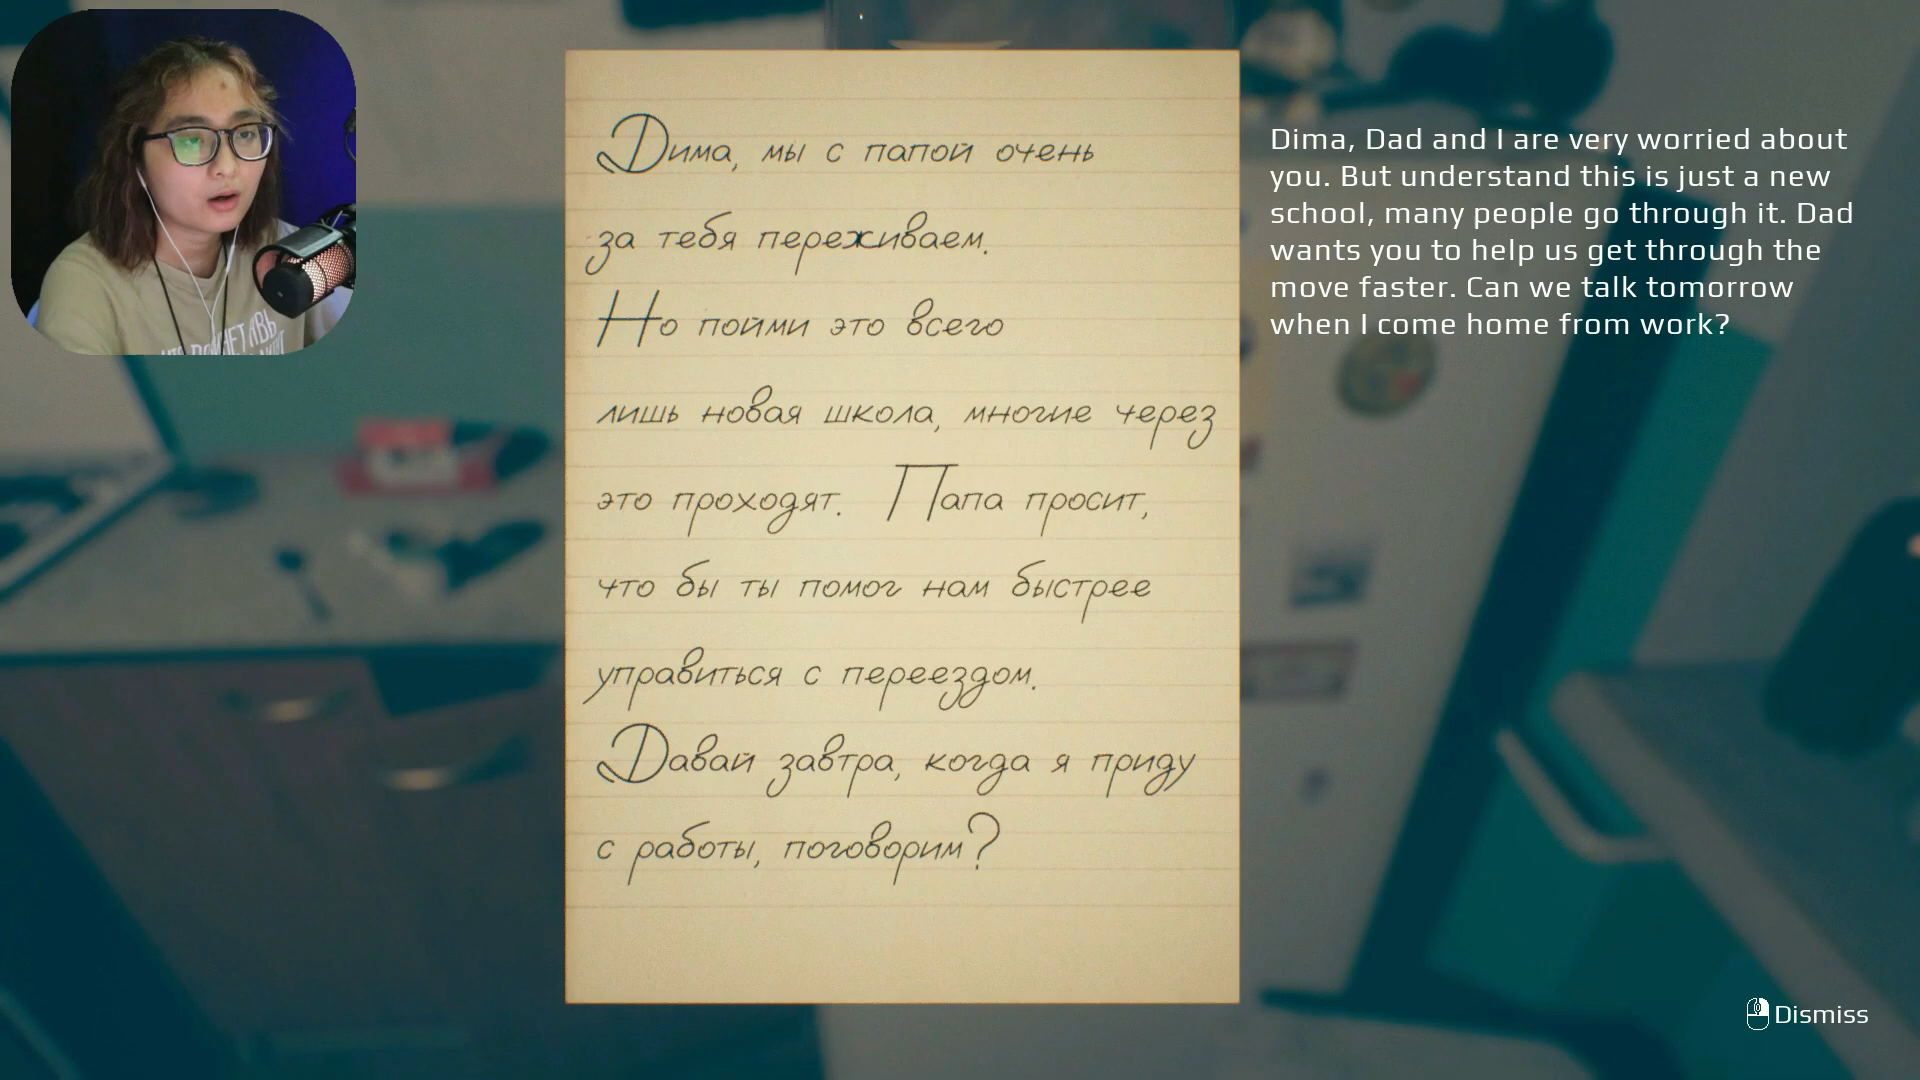 Дима, мы с папой очень
за тебя переживаем.
Но пойми это всего
лишь новая школа, многие через
это проходят. Папа просит,
что бы ты помог нам быстрее
управиться с переездом.
Давай завтра, когда я приду
с работы, поговорим?
Dima, Dad and I are very worried about
you. But understand this is just a new
school, many people go through it. Dad
wants you to help us get through the
move faster. Can we talk tomorrow
when I come home from work?
Dismiss